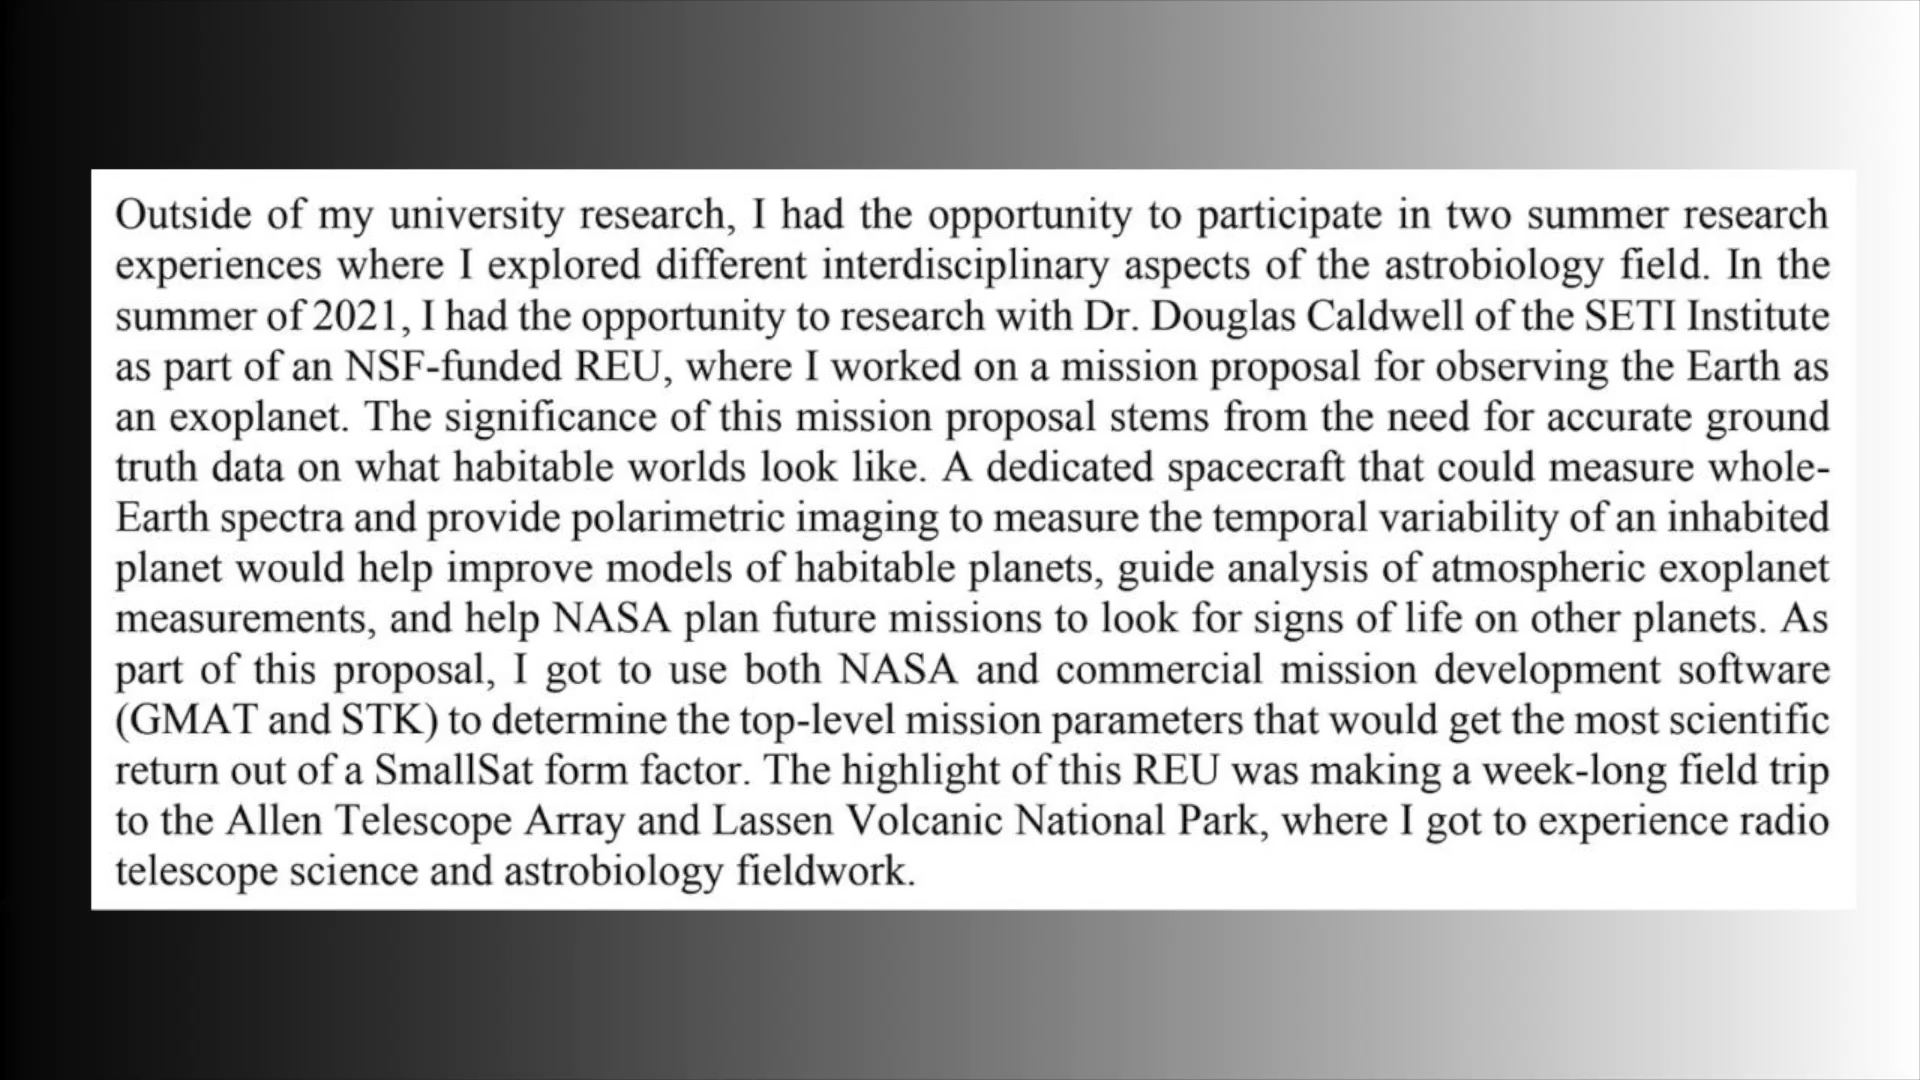 Outside of my university research, I had the opportunity to participate in two summer research
experiences where I explored different interdisciplinary aspects of the astrobiology field. In the
summer of 2021, I had the opportunity to research with Dr. Douglas Caldwell of the SETI Institute
as part of an NSF-funded REU, where I worked on a mission proposal for observing the Earth as
an exoplanet. The significance of this mission proposal stems from the need for accurate ground
truth data on what habitable worlds look like. A dedicated spacecraft that could measure whole-
Earth spectra and provide polarimetric imaging to measure the temporal variability of an inhabited
planet would help improve models of habitable planets, guide analysis of atmospheric exoplanet
measurements, and help NASA plan future missions to look for signs of life on other planets. As
part of this proposal, I got to use both NASA and commercial mission development software
(GMAT and STK) to determine the top-level mission parameters that would get the most scientific
return out of a SmallSat form factor. The highlight of this REU was making a week-long field trip
to the Allen Telescope Array and Lassen Volcanic National Park, where I got to experience radio
telescope science and astrobiology fieldwork.